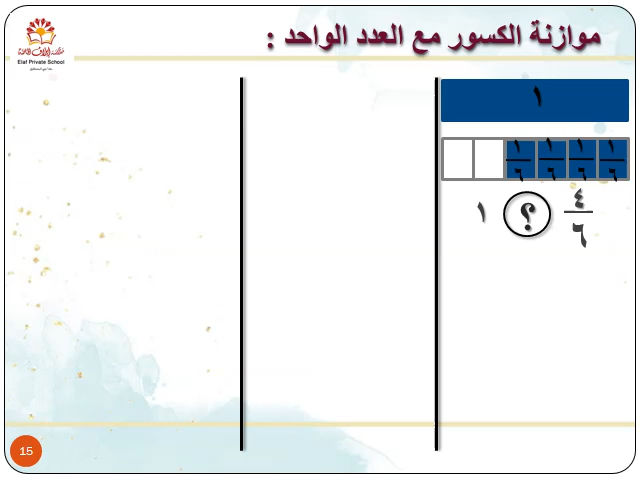 موازنة الكسور مع العدد الواحد :
Elaf Private School
١
١/٦ ١/٦ ١/٦ ١/٦
٤/٦ ؟ ١
15